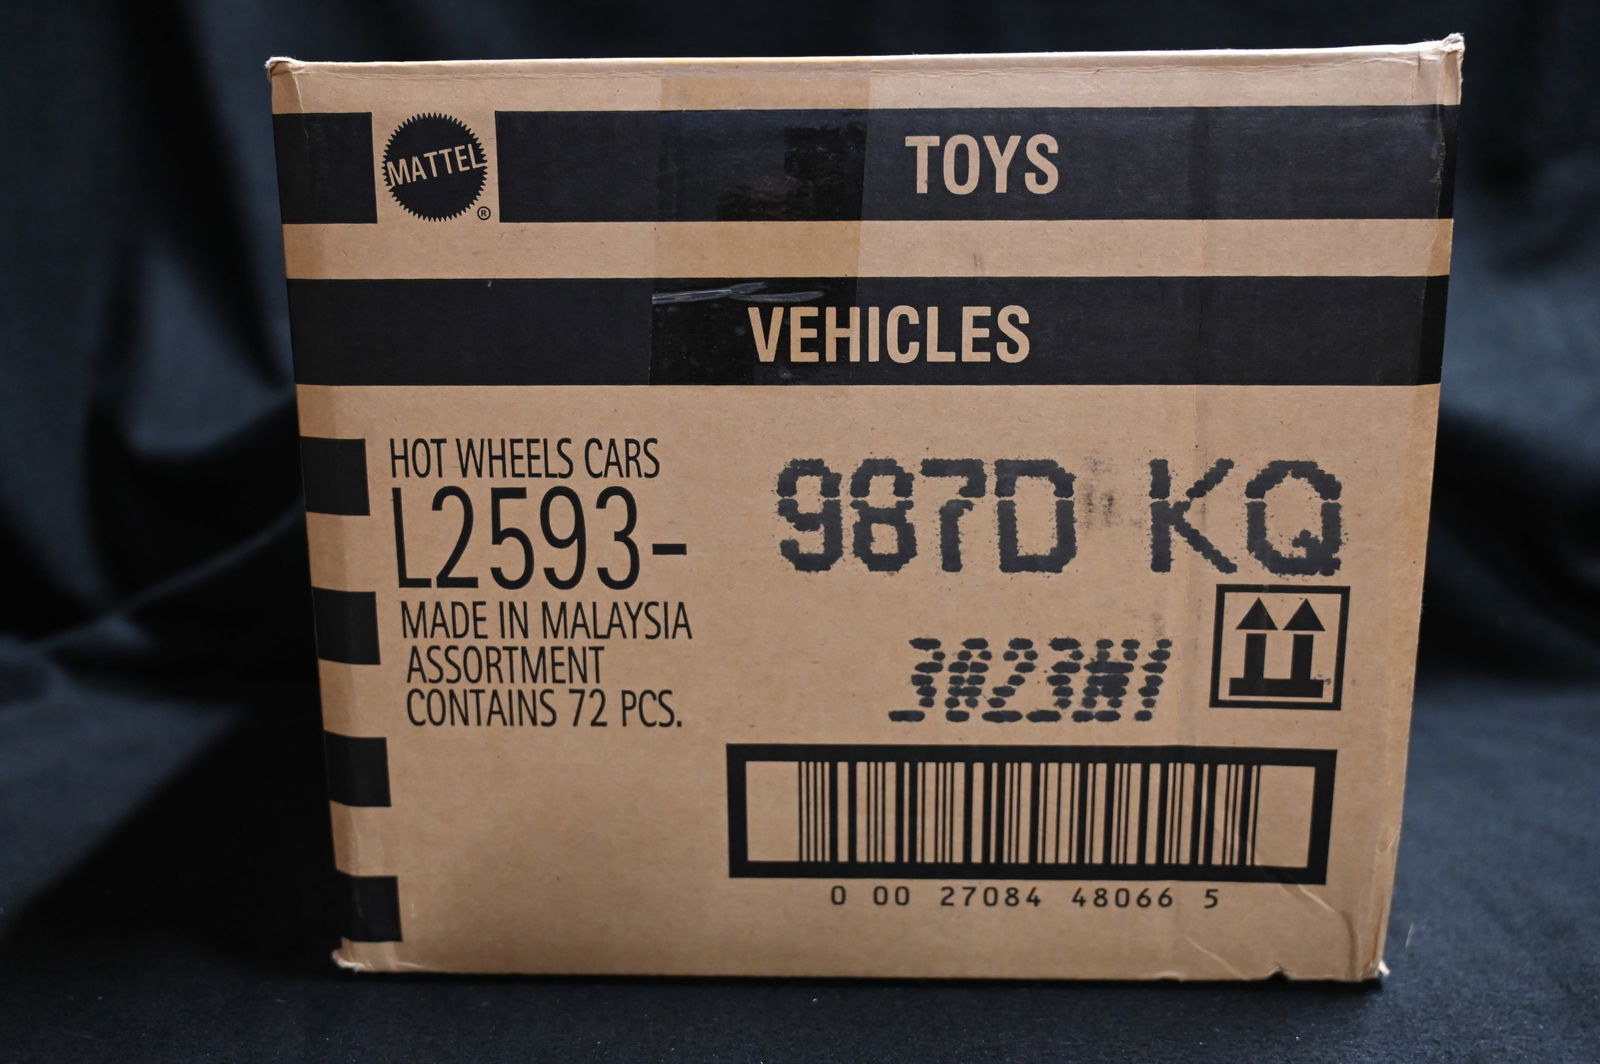 MATTEL
®
TOYS
VEHICLES
HOT WHEELS CARS
L2593-
MADE IN MALAYSIA
ASSORTMENT
CONTAINS 72 PCS.
987D KQ
0 00 27084 48066 5